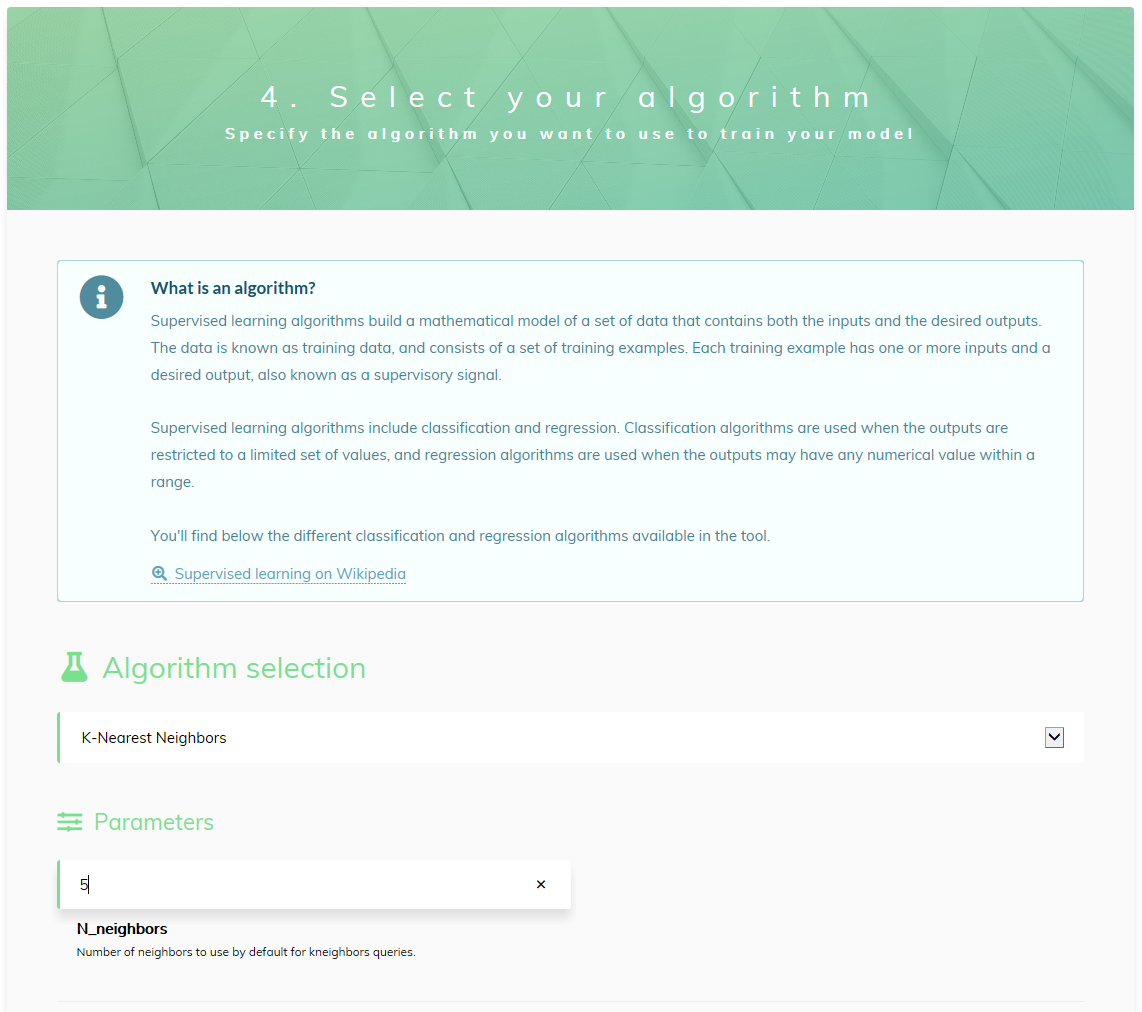 4. Select your algorithm
Specify the algorithm you want to use to train your model
What is an algorithm?
Supervised learning algorithms build a mathematical model of a set of data that contains both the inputs and the desired outputs.
The data is known as training data, and consists of a set of training examples. Each training example has one or more inputs and a
desired output, also known as a supervisory signal.
Supervised learning algorithms include classification and regression. Classification algorithms are used when the outputs are
restricted to a limited set of values, and regression algorithms are used when the outputs may have any numerical value within a
range.
You'll find below the different classification and regression algorithms available in the tool.
Supervised learning on Wikipedia
Algorithm selection
K-Nearest Neighbors
Parameters
5
N_neighbors
Number of neighbors to use by default for kneighbors queries.